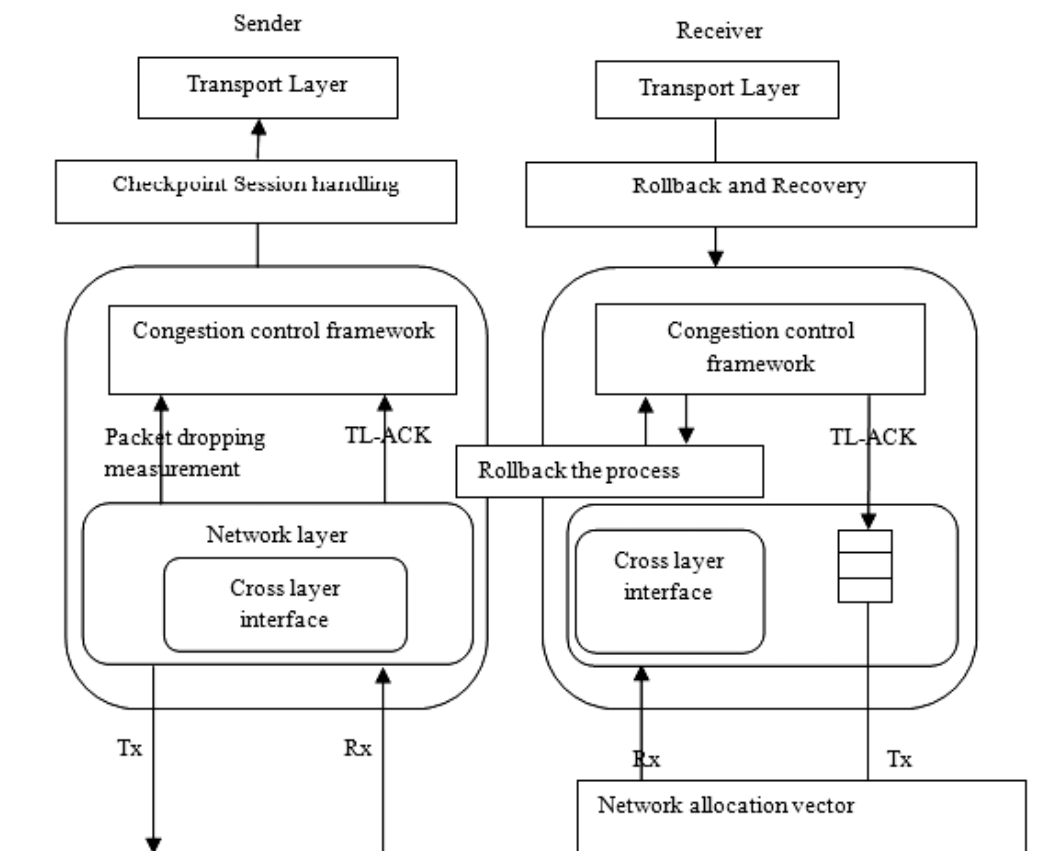 Sender
Receiver
Transport Layer
Transport Layer
Checkpoint Session handling
Rollback and Recovery
Congestion control framework
Congestion control
framework
Packet dropping
measurement
TL-ACK
TL-ACK
Rollback the process
Network layer
Cross layer
interface
Cross layer
interface
Tx
Rx
Rx
Tx
Network allocation vector